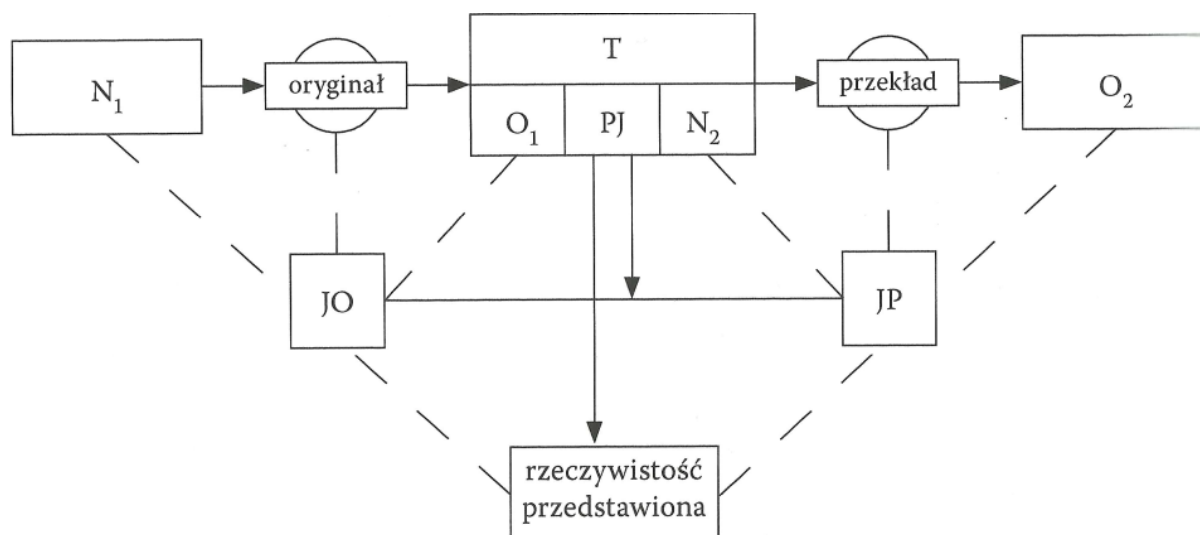 T
N₁
oryginał
przekład
O₂
O₁ PJ N₂
JO
JP
rzeczywistość
przedstawiona